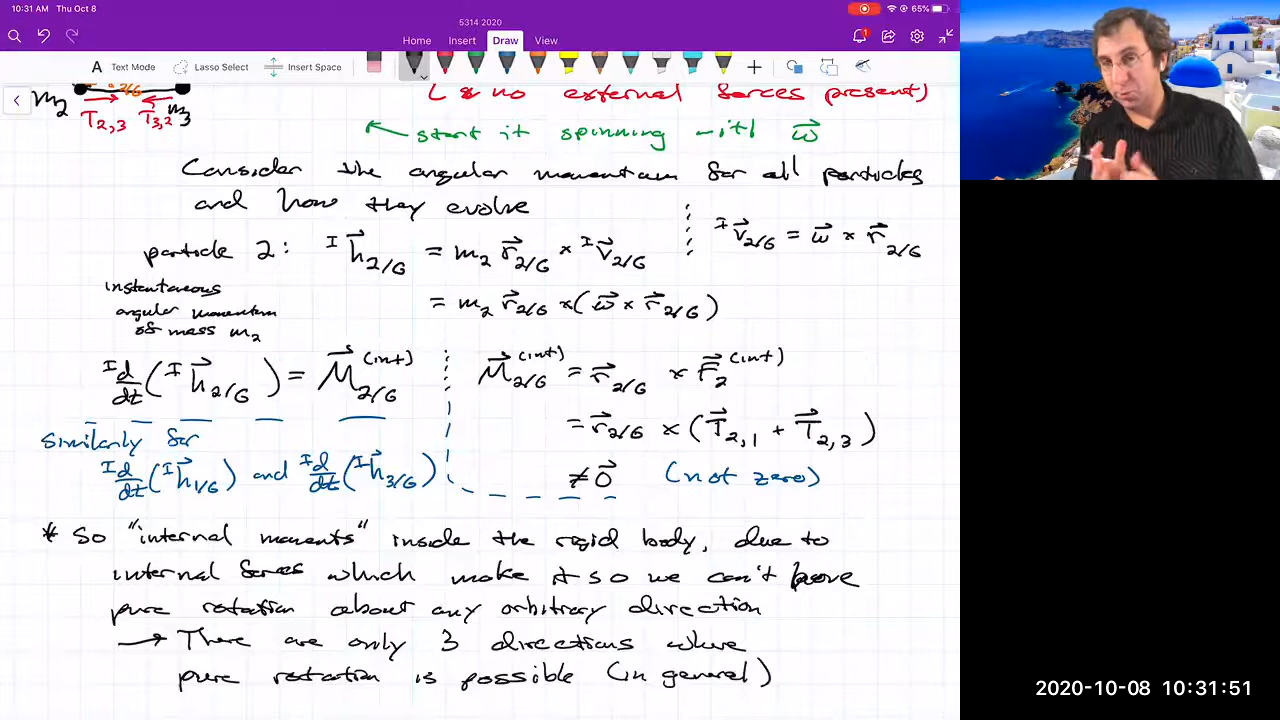 10:31 AM Thu Oct 8
65%
5314 2020
Home Insert Draw View
1
Text Mode Lasso Select Insert Space
m₂ T₂,₃ T₃,₂ m₃ 2/G
(& no external forces present)
start it spinning with ω⃗
Consider the angular momentum for all particles
and how they evolve
particle 2: ᴵh⃗₂/G = m₂ r⃗₂/G × ᴵv⃗₂/G
ᴵv⃗₂/G = ω⃗ × r⃗₂/G
= m₂ r⃗₂/G × (ω⃗ × r⃗₂/G)
instantaneous
angular momentum
of mass m₂
ᴵd/dt(ᴵh⃗₂/G) = M⃗₂/G^(int)
M⃗₂/G^(int) = r⃗₂/G × F⃗₂^(int)
= r⃗₂/G × (T⃗₂,₁ + T⃗₂,₃)
≠ 0⃗ (not zero)
Similarly for
ᴵd/dt(ᴵh⃗₁/G) and ᴵd/dt(ᴵh⃗₃/G)
* So "internal moments" inside the rigid body, due to
internal forces which make it so we can't have
pure rotation about any arbitrary direction
→ There are only 3 directions where
pure rotation is possible (in general)
2020-10-08 10:31:51